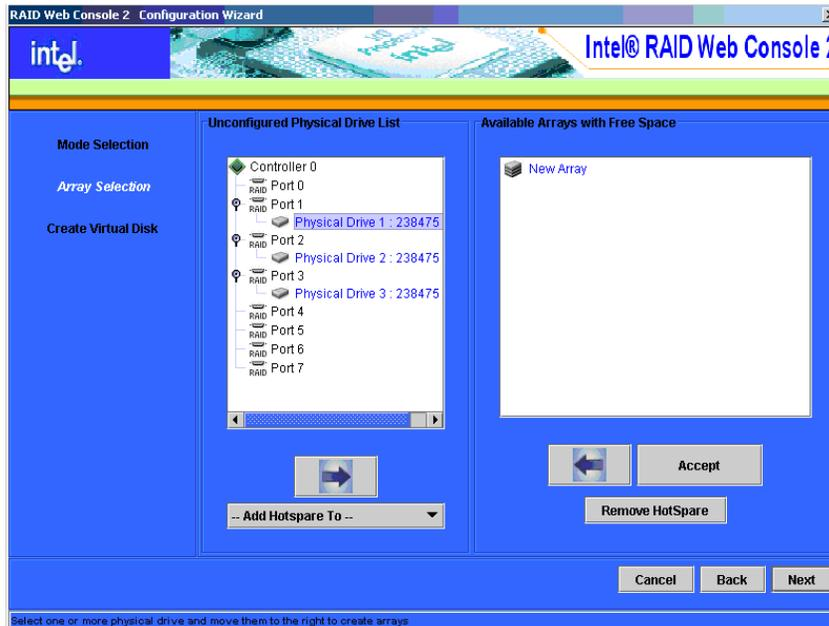 RAID Web Console 2 Configuration Wizard
intel.
I/O Processor intel
Intel® RAID Web Console 2
Mode Selection
Array Selection
Create Virtual Disk
Unconfigured Physical Drive List
Controller 0
RAID Port 0
RAID Port 1
Physical Drive 1 : 238475
RAID Port 2
Physical Drive 2 : 238475
RAID Port 3
Physical Drive 3 : 238475
RAID Port 4
RAID Port 5
RAID Port 6
RAID Port 7
-- Add Hotspare To --
Available Arrays with Free Space
New Array
Accept
Remove HotSpare
Cancel Back Next
Select one or more physical drive and move them to the right to create arrays